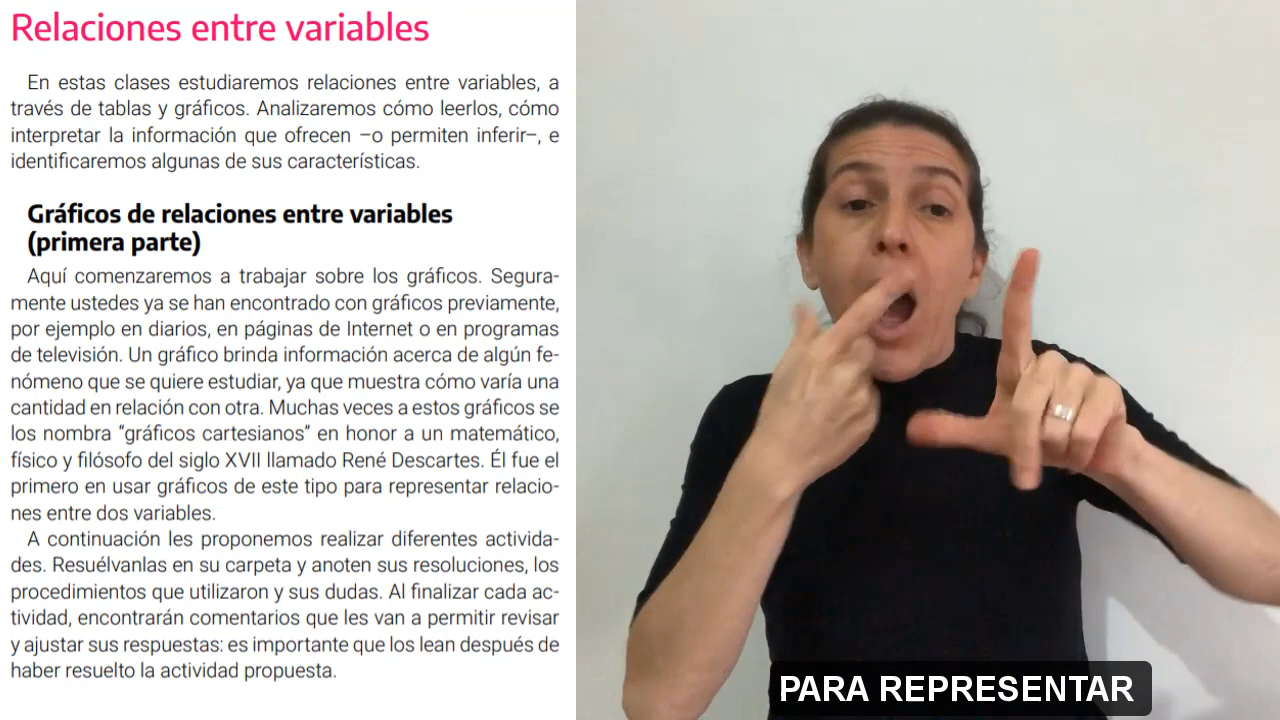 Relaciones entre variables
En estas clases estudiaremos relaciones entre variables, a
través de tablas y gráficos. Analizaremos cómo leerlos, cómo
interpretar la información que ofrecen –o permiten inferir–, e
identificaremos algunas de sus características.
Gráficos de relaciones entre variables
(primera parte)
Aquí comenzaremos a trabajar sobre los gráficos. Segura-
mente ustedes ya se han encontrado con gráficos previamente,
por ejemplo en diarios, en páginas de Internet o en programas
de televisión. Un gráfico brinda información acerca de algún fe-
nómeno que se quiere estudiar, ya que muestra cómo varía una
cantidad en relación con otra. Muchas veces a estos gráficos se
los nombra “gráficos cartesianos” en honor a un matemático,
físico y filósofo del siglo XVII llamado René Descartes. Él fue el
primero en usar gráficos de este tipo para representar relacio-
nes entre dos variables.
A continuación les proponemos realizar diferentes activida-
des. Resuélvanlas en su carpeta y anoten sus resoluciones, los
procedimientos que utilizaron y sus dudas. Al finalizar cada ac-
tividad, encontrarán comentarios que les van a permitir revisar
y ajustar sus respuestas: es importante que los lean después de
haber resuelto la actividad propuesta.
PARA REPRESENTAR